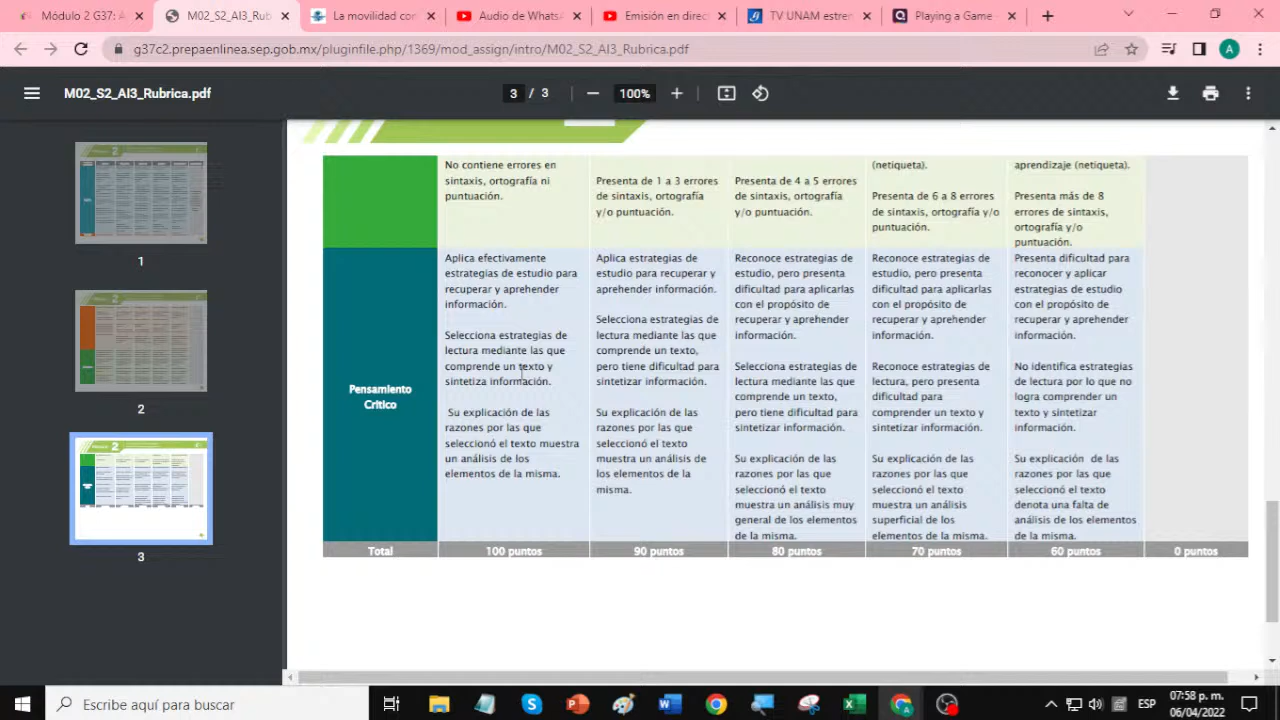 Módulo 2 G37:
M02_S2_AI3_Rub
La movilidad con
Audio de Whats
Emisión en direc
TV UNAM estren
Playing a Game -
g37c2.prepaenlinea.sep.gob.mx/pluginfile.php/1369/mod_assign/intro/M02_S2_AI3_Rubrica.pdf
A
M02_S2_AI3_Rubrica.pdf
3 / 3
100%
1
2
3
No contiene errores en
sintaxis, ortografía ni
puntuación.
Presenta de 1 a 3 errores
de sintaxis, ortografía
y/o puntuación.
Presenta de 4 a 5 errores
de sintaxis, ortografía
y/o puntuación.
(netiqueta).
Presenta de 6 a 8 errores
de sintaxis, ortografía y/o
puntuación.
aprendizaje (netiqueta).
Presenta más de 8
errores de sintaxis,
ortografía y/o
puntuación.
Pensamiento
Crítico
Aplica efectivamente
estrategias de estudio para
recuperar y aprehender
información.
Selecciona estrategias de
lectura mediante las que
comprende un texto y
sintetiza información.
Su explicación de las
razones por las que
seleccionó el texto muestra
un análisis de los
elementos de la misma.
Aplica estrategias de
estudio para recuperar y
aprehender información.
Selecciona estrategias de
lectura mediante las que
comprende un texto,
pero tiene dificultad para
sintetizar información.
Su explicación de las
razones por las que
seleccionó el texto
muestra un análisis de
los elementos de la
misma.
Reconoce estrategias de
estudio, pero presenta
dificultad para aplicarlas
con el propósito de
recuperar y aprehender
información.
Selecciona estrategias de
lectura mediante las que
comprende un texto,
pero tiene dificultad para
sintetizar información.
Su explicación de las
razones por las que
seleccionó el texto
muestra un análisis muy
general de los elementos
de la misma.
Reconoce estrategias de
estudio, pero presenta
dificultad para aplicarlas
con el propósito de
recuperar y aprehender
información.
Reconoce estrategias de
lectura, pero presenta
dificultad para
comprender un texto y
sintetizar información.
Su explicación de las
razones por las que
seleccionó el texto
muestra un análisis
superficial de los
elementos de la misma.
Presenta dificultad para
reconocer y aplicar
estrategias de estudio
con el propósito de
recuperar y aprehender
información.
No identifica estrategias
de lectura por lo que no
logra comprender un
texto y sintetizar
información.
Su explicación de las
razones por las que
seleccionó el texto
denota una falta de
análisis de los elementos
de la misma.
Total 100 puntos 90 puntos 80 puntos 70 puntos 60 puntos 0 puntos
Escribe aquí para buscar
ESP
07:58 p. m.
06/04/2022